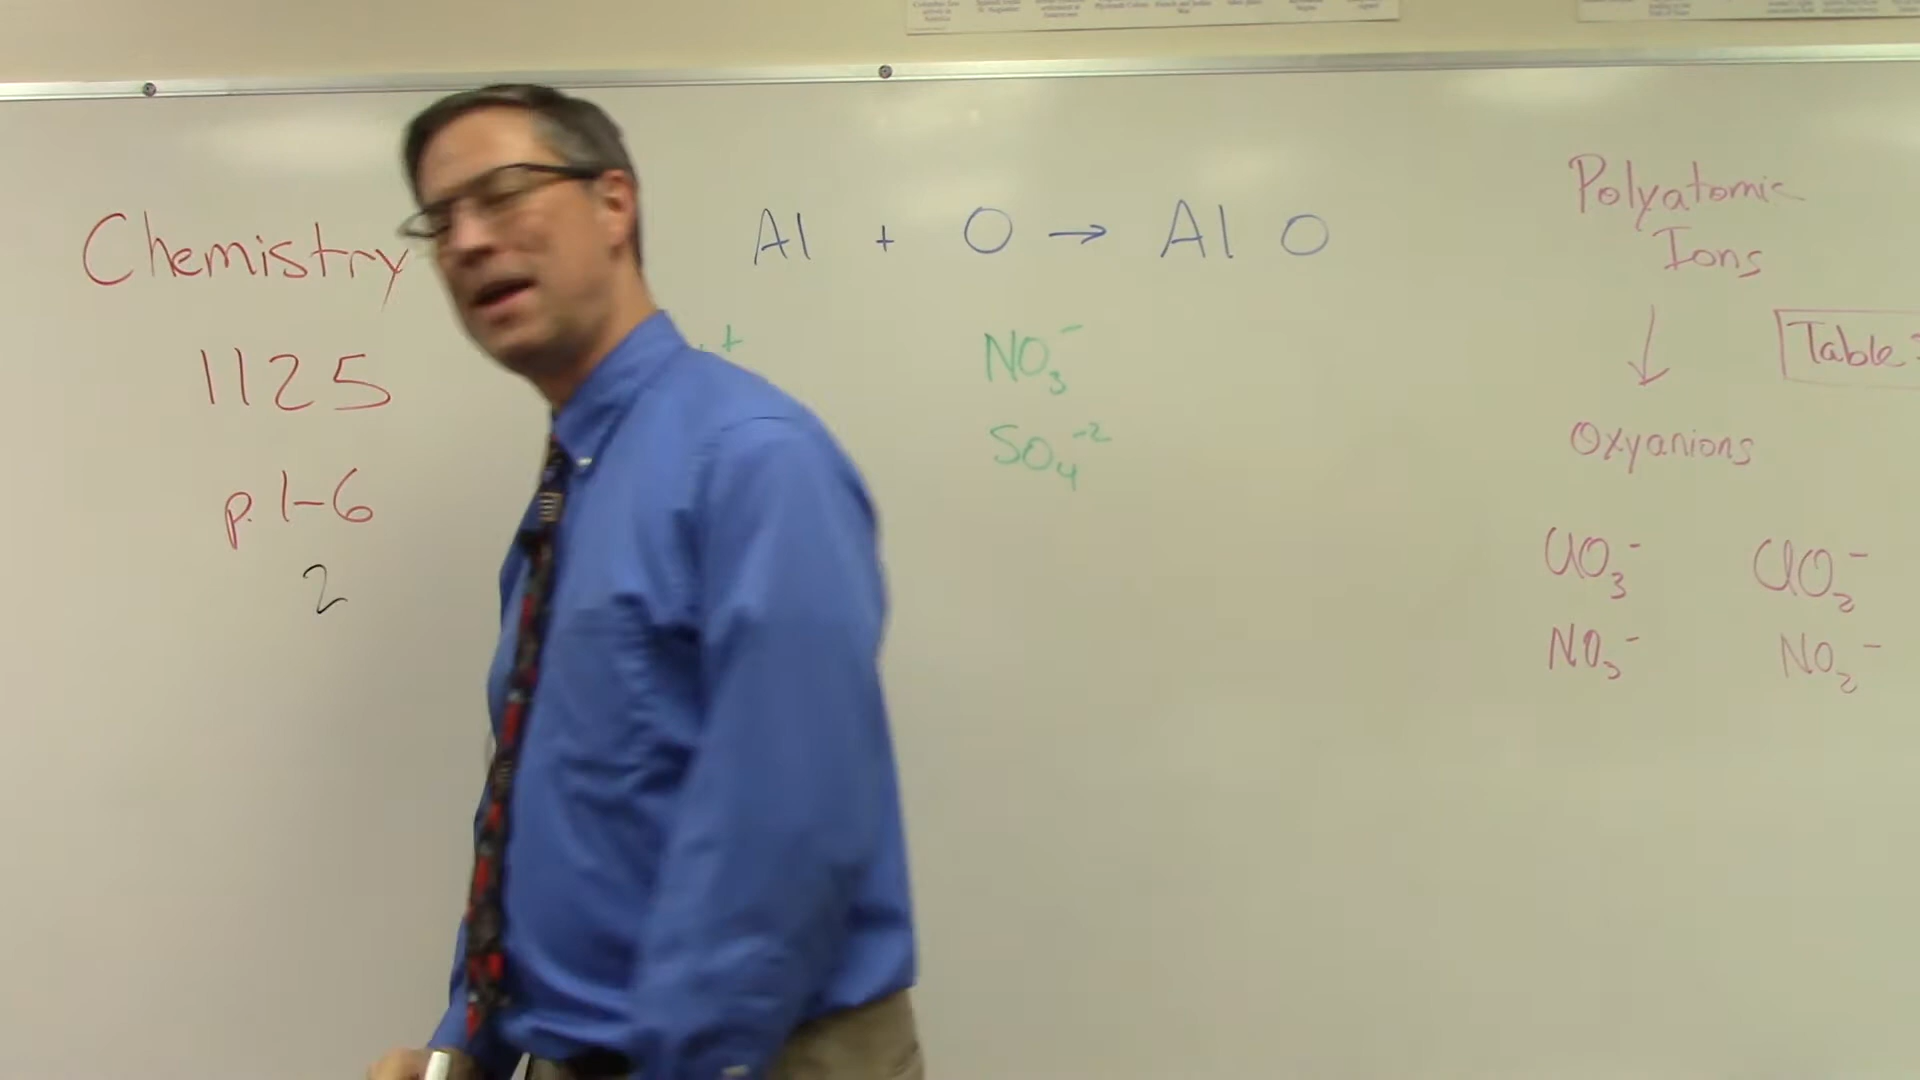 Chemistry
1125
p. 1-6
2
Al + O → Al O
+
NO₃⁻
SO₄⁻²
Polyatomic
Ions
↓
Table
Oxyanions
ClO₃⁻ ClO₂⁻
NO₃⁻ NO₂⁻